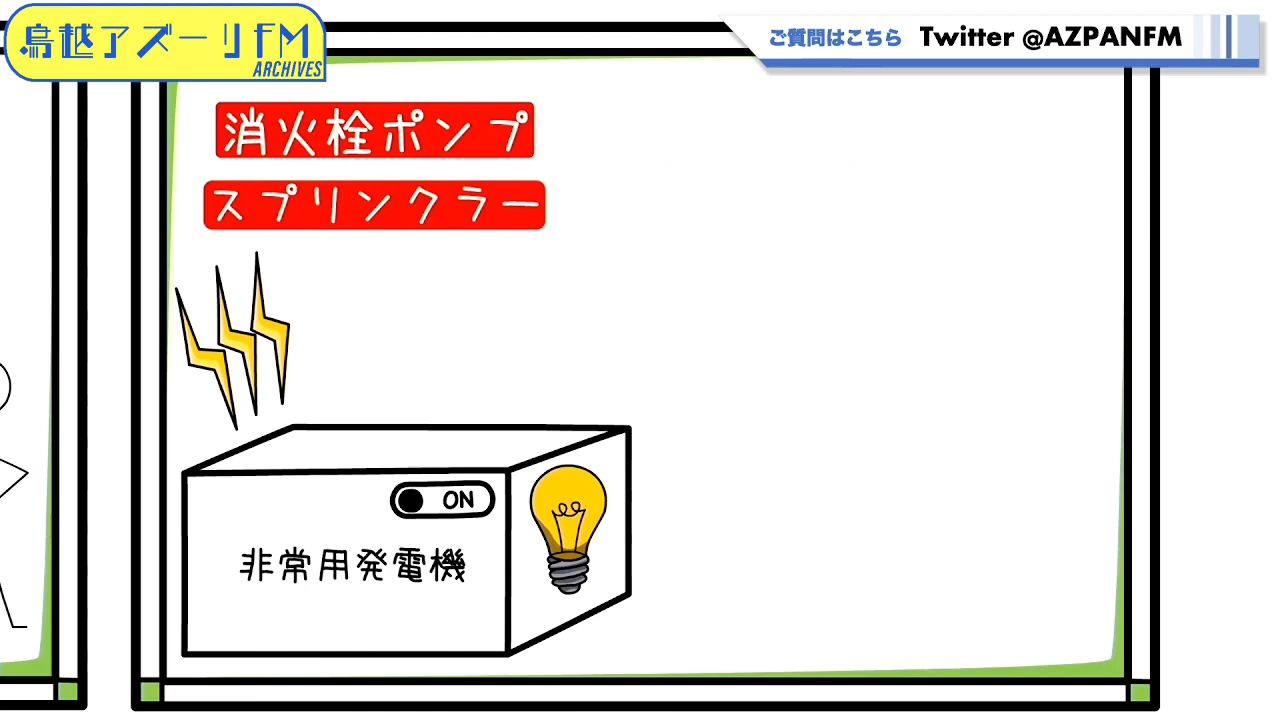 鳥越アズーリFM
ARCHIVES
ご質問はこちら Twitter @AZPANFM
消火栓ポンプ
スプリンクラー
ON
非常用発電機